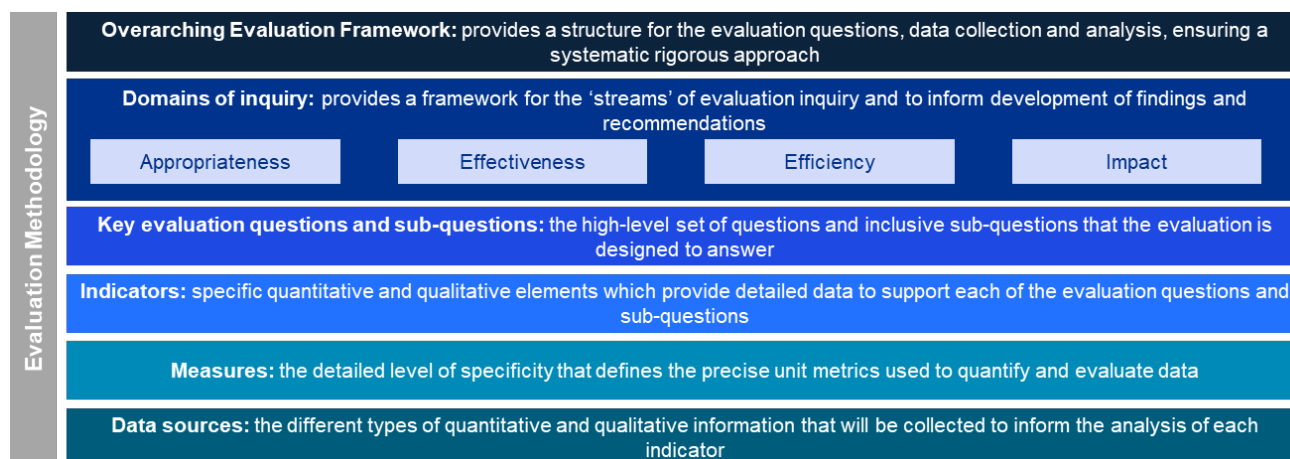 Evaluation Methodology
Overarching Evaluation Framework: provides a structure for the evaluation questions, data collection and analysis, ensuring a
systematic rigorous approach
Domains of inquiry: provides a framework for the ‘streams’ of evaluation inquiry and to inform development of findings and
recommendations
Appropriateness
Effectiveness
Efficiency
Impact
Key evaluation questions and sub-questions: the high-level set of questions and inclusive sub-questions that the evaluation is
designed to answer
Indicators: specific quantitative and qualitative elements which provide detailed data to support each of the evaluation questions and
sub-questions
Measures: the detailed level of specificity that defines the precise unit metrics used to quantify and evaluate data
Data sources: the different types of quantitative and qualitative information that will be collected to inform the analysis of each
indicator